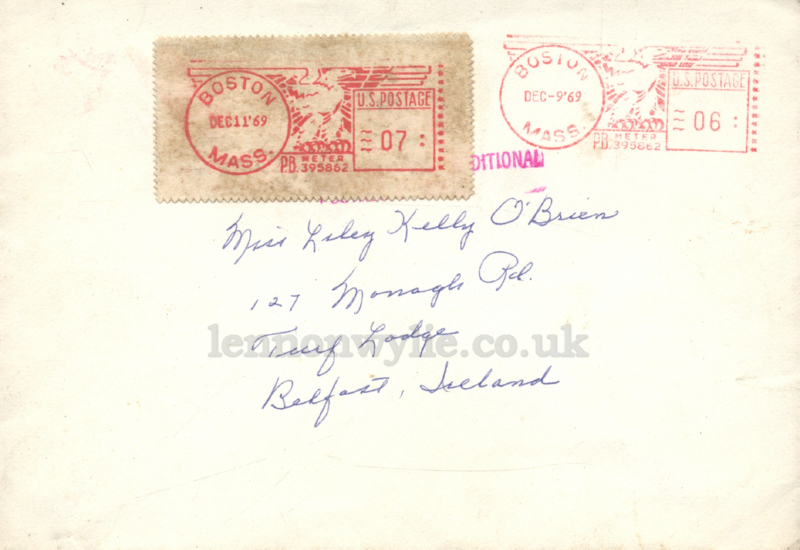 BOSTON
DEC 11 '69
MASS.
U.S. POSTAGE
07
P.B. METER
395862
BOSTON
DEC-9'69
MASS.
U.S. POSTAGE
06
P.B. METER
395862
DITIONAL
Miss Liley Kelly O'Brien
127 Monagh Rd.
Turf Lodge
Belfast, Ireland
lennonwylie.co.uk